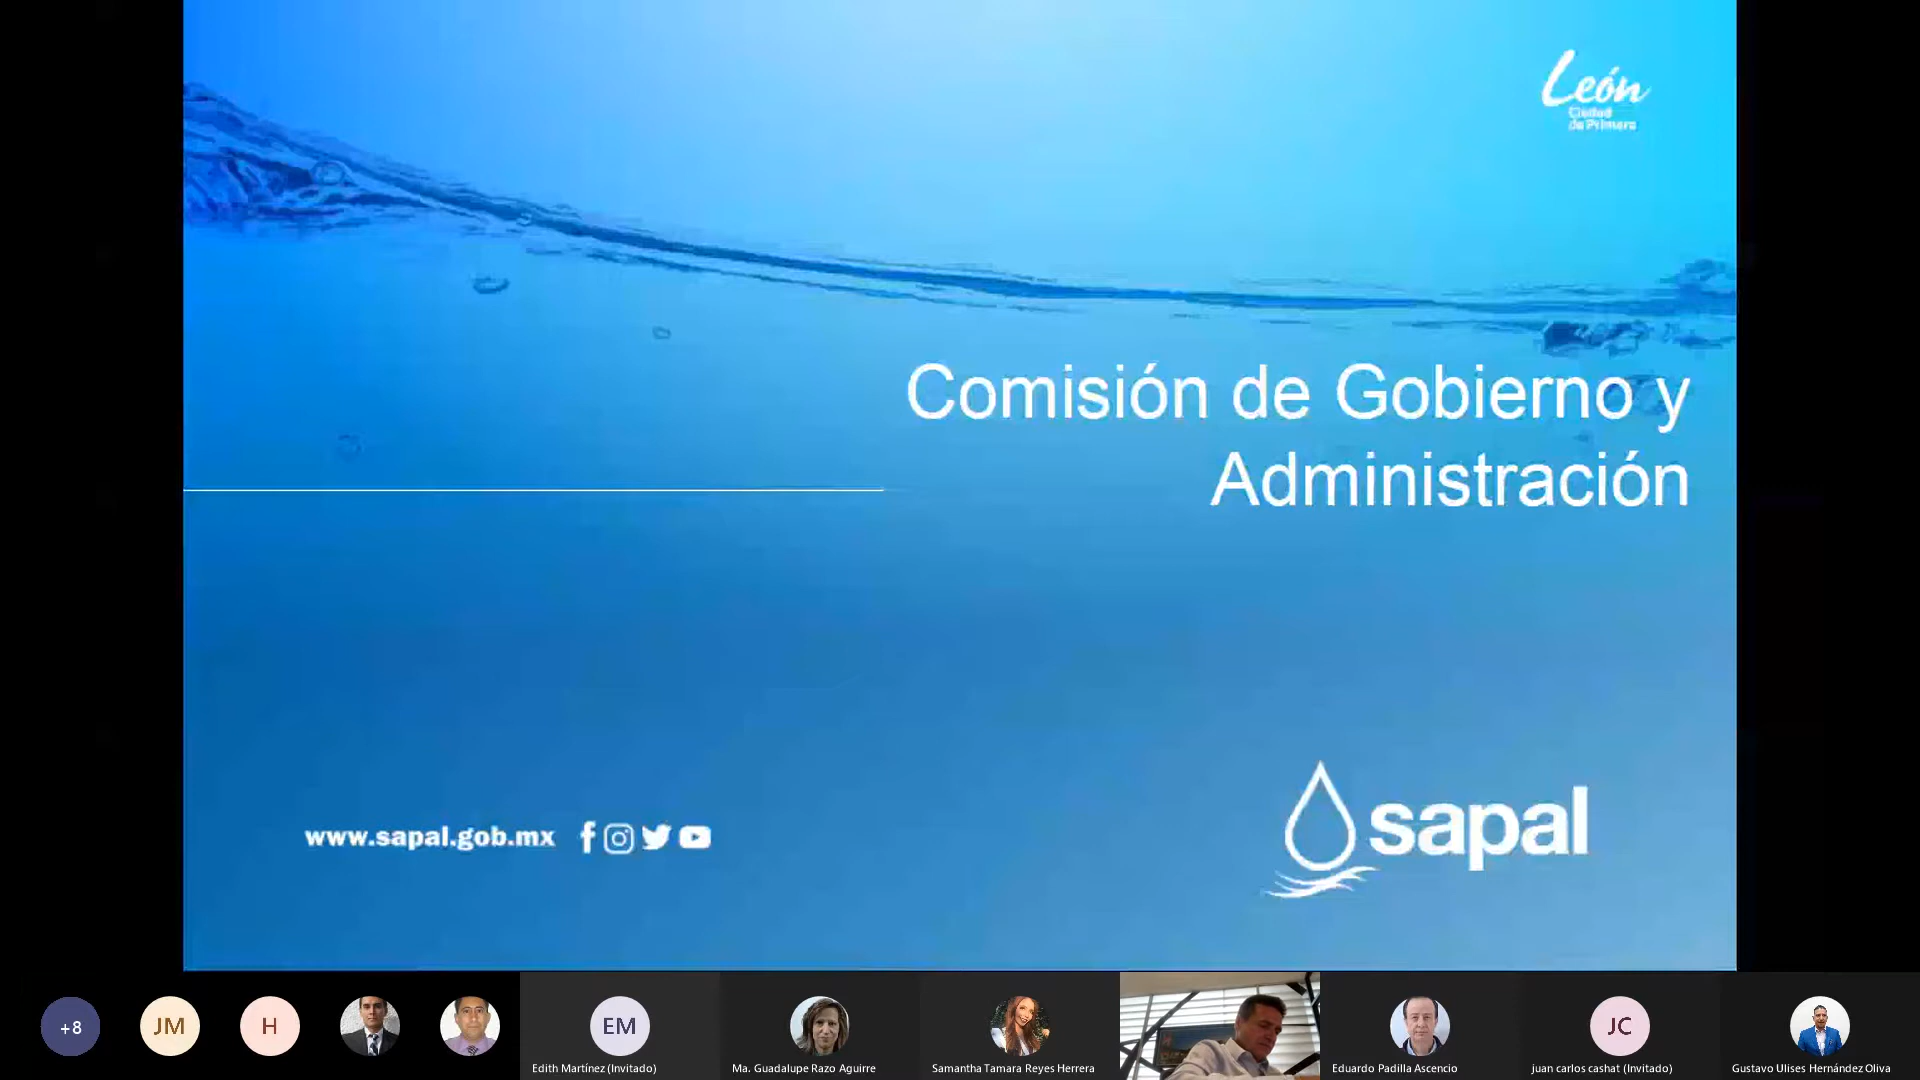 León
Ciudad
de Primera
Comisión de Gobierno y
Administración
www.sapal.gob.mx
sapal
+8
JM
H
EM
JC
Edith Martínez (Invitado)
Ma. Guadalupe Razo Aguirre
Samantha Tamara Reyes Herrera
Eduardo Padilla Ascencio
juan carlos cashat (Invitado)
Gustavo Ulises Hernández Oliva